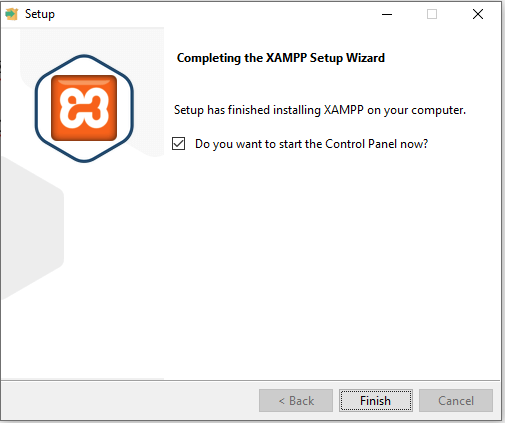 Setup
Completing the XAMPP Setup Wizard
Setup has finished installing XAMPP on your computer.
Do you want to start the Control Panel now?
< Back
Finish
Cancel